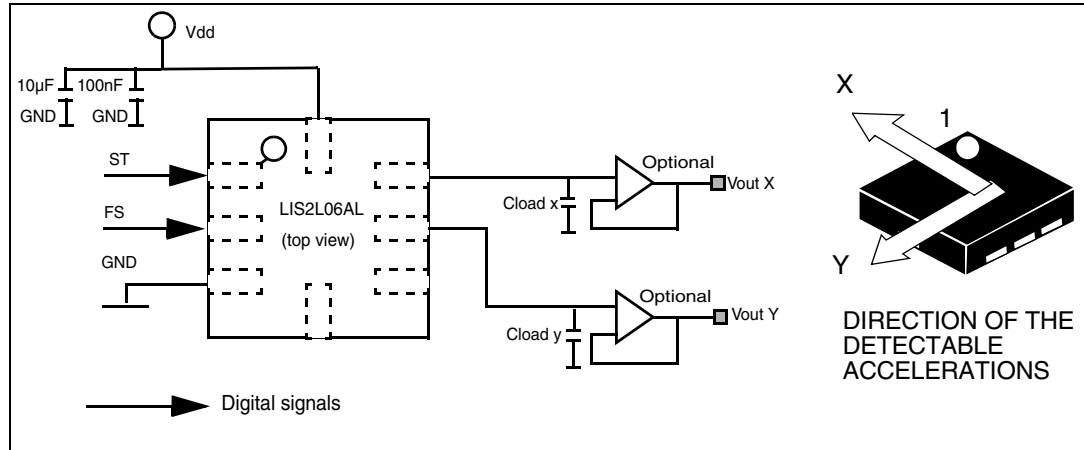 Vdd
10µF 100nF
GND GND
ST
FS
GND
LIS2L06AL
(top view)
Optional
Cload x
Vout X
Optional
Cload y
Vout Y
Digital signals
X
1
Y
DIRECTION OF THE
DETECTABLE
ACCELERATIONS